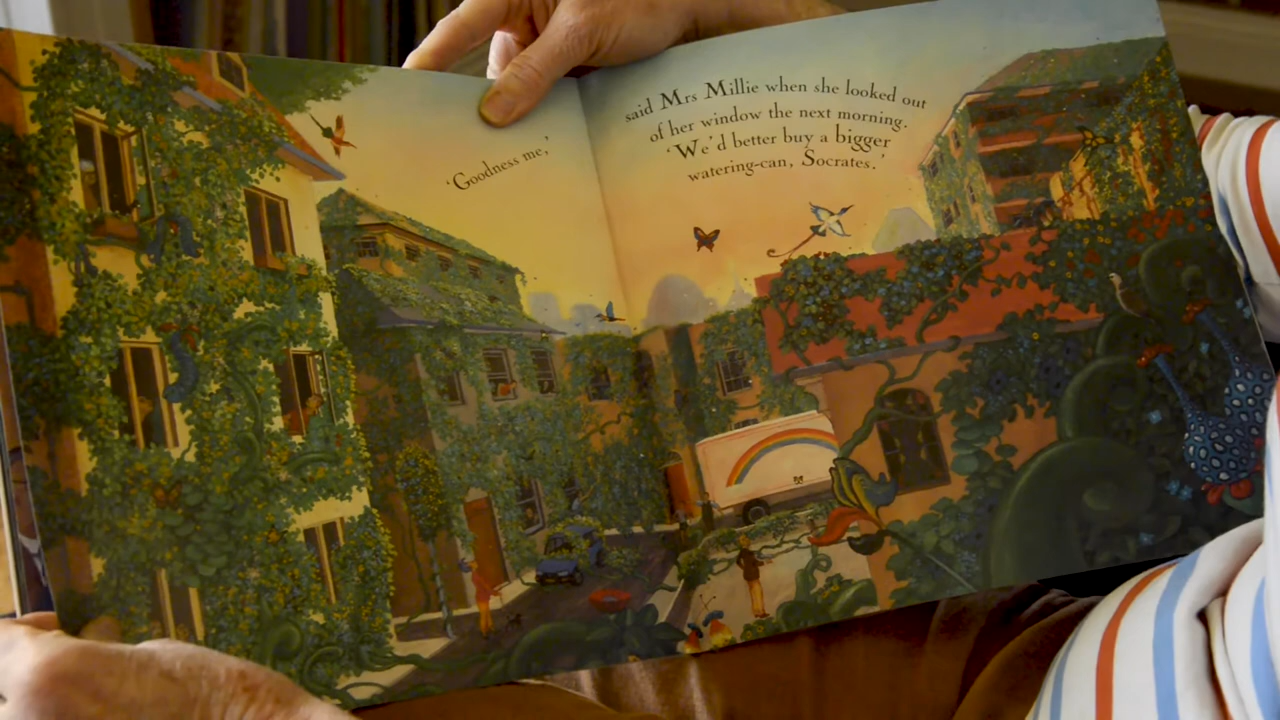 ‘Goodness me,’
said Mrs Millie when she looked out
of her window the next morning.
‘We’d better buy a bigger
watering-can, Socrates.’